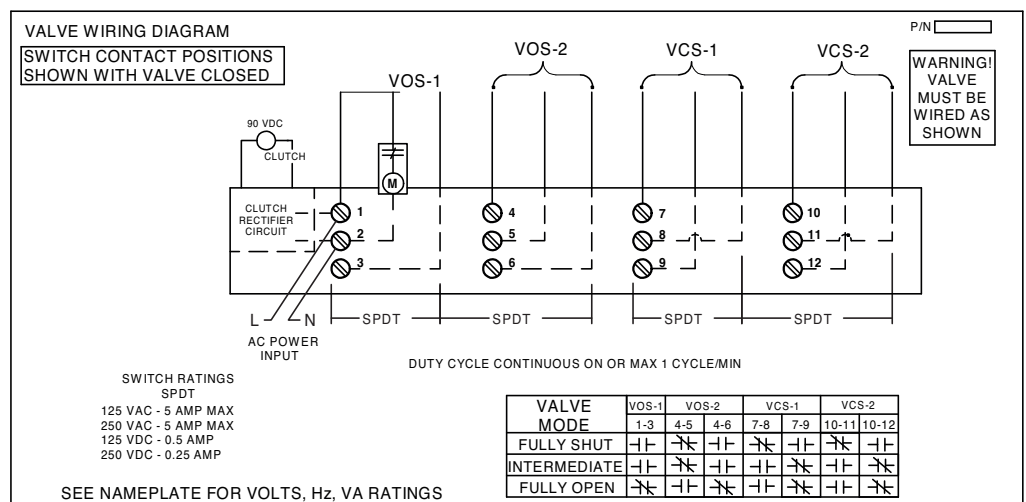 VALVE WIRING DIAGRAM
SWITCH CONTACT POSITIONS
SHOWN WITH VALVE CLOSED
P/N
WARNING!
VALVE
MUST BE
WIRED AS
SHOWN
VOS-1
VOS-2
VCS-1
VCS-2
90 VDC
CLUTCH
M
CLUTCH
RECTIFIER
CIRCUIT
1
2
3
4
5
6
7
8
9
10
11
12
L N
AC POWER
INPUT
SPDT
SPDT
SPDT
SPDT
DUTY CYCLE CONTINUOUS ON OR MAX 1 CYCLE/MIN
SWITCH RATINGS
SPDT
125 VAC - 5 AMP MAX
250 VAC - 5 AMP MAX
125 VDC - 0.5 AMP
250 VDC - 0.25 AMP
SEE NAMEPLATE FOR VOLTS, Hz, VA RATINGS
VALVE MODE VOS-1 VOS-2 VCS-1 VCS-2
1-3 4-5 4-6 7-8 7-9 10-11 10-12
FULLY SHUT
INTERMEDIATE
FULLY OPEN